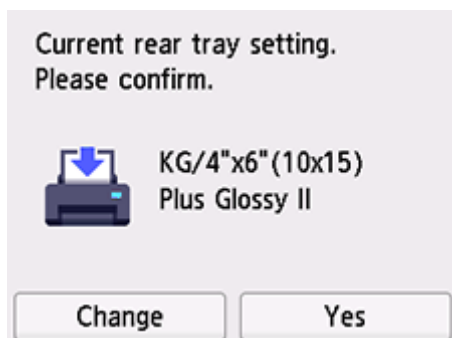 Current rear tray setting.
Please confirm.
KG/4"x6"(10x15)
Plus Glossy II
Change
Yes